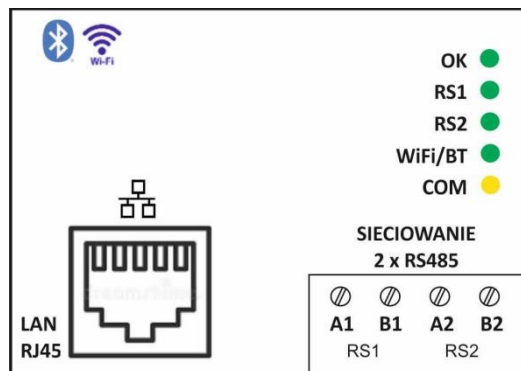 Wi-Fi
OK
RS1
RS2
WiFi/BT
COM
SIECIOWANIE
2 x RS485
A1 B1 A2 B2
RS1 RS2
LAN
RJ45
dreamstime